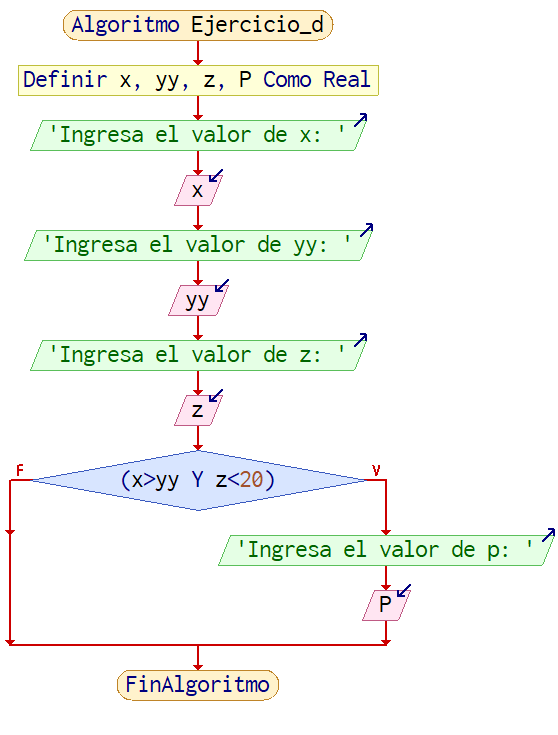 Algoritmo Ejercicio_d
Definir x, yy, z, P Como Real
'Ingresa el valor de x: '
x
'Ingresa el valor de yy: '
yy
'Ingresa el valor de z: '
z
F
(x>yy Y z<20)
V
'Ingresa el valor de p: '
P
FinAlgoritmo